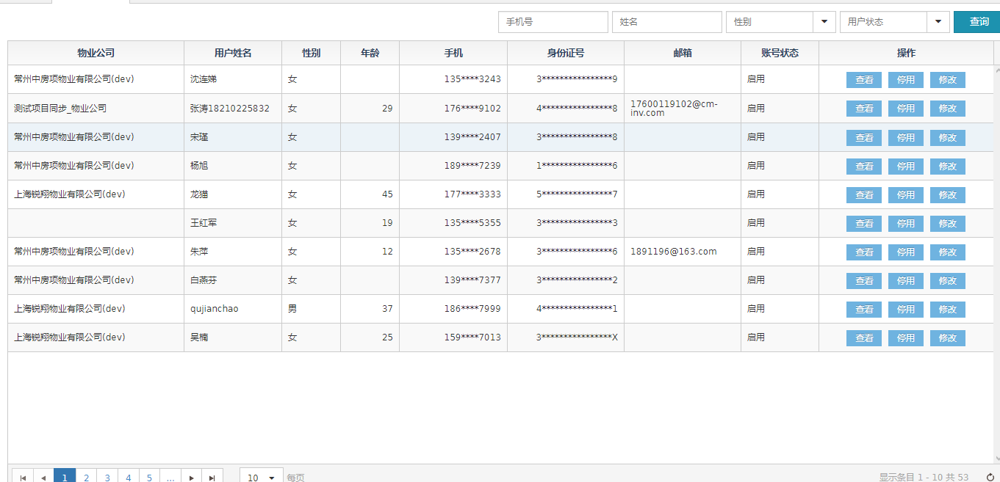 手机号 姓名 性别 用户状态 查询
物业公司 用户姓名 性别 年龄 手机 身份证号 邮箱 账号状态 操作
常州中房项物业有限公司(dev) 沈连娣 女 135****3243 3****************9 启用 查看 停用 修改
测试项目同步_物业公司 张涛18210225832 女 29 176****9102 4****************8 17600119102@cm-
inv.com 启用 查看 停用 修改
常州中房项物业有限公司(dev) 宋瑾 女 139****2407 3****************8 启用 查看 停用 修改
常州中房项物业有限公司(dev) 杨旭 女 189****7239 1****************6 启用 查看 停用 修改
上海锐翔物业有限公司(dev) 龙猫 女 45 177****3333 5****************7 启用 查看 停用 修改
王红军 女 19 135****5355 3****************3 启用 查看 停用 修改
常州中房项物业有限公司(dev) 朱萍 女 12 135****2678 3****************6 1891196@163.com 启用 查看 停用 修改
常州中房项物业有限公司(dev) 白燕芬 女 139****7377 3****************2 启用 查看 停用 修改
上海锐翔物业有限公司(dev) qujianchao 男 37 186****7999 4****************1 启用 查看 停用 修改
上海锐翔物业有限公司(dev) 吴楠 女 25 159****7013 3****************X 启用 查看 停用 修改
1 2 3 4 5 ... 10 每页 显示条目 1 - 10 共 53